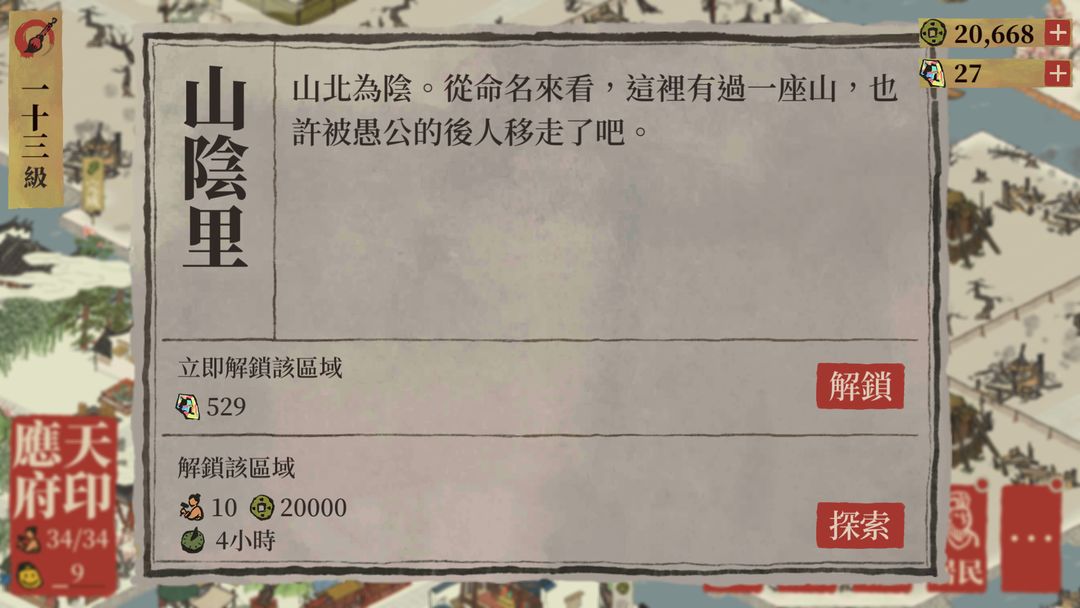 一十三級
20,668
27
山陰里
山北為陰。從命名來看，這裡有過一座山，也
許被愚公的後人移走了吧。
立即解鎖該區域
529
解鎖
解鎖該區域
10 20000
4小時
探索
天印
應府
34/34
9
民
...